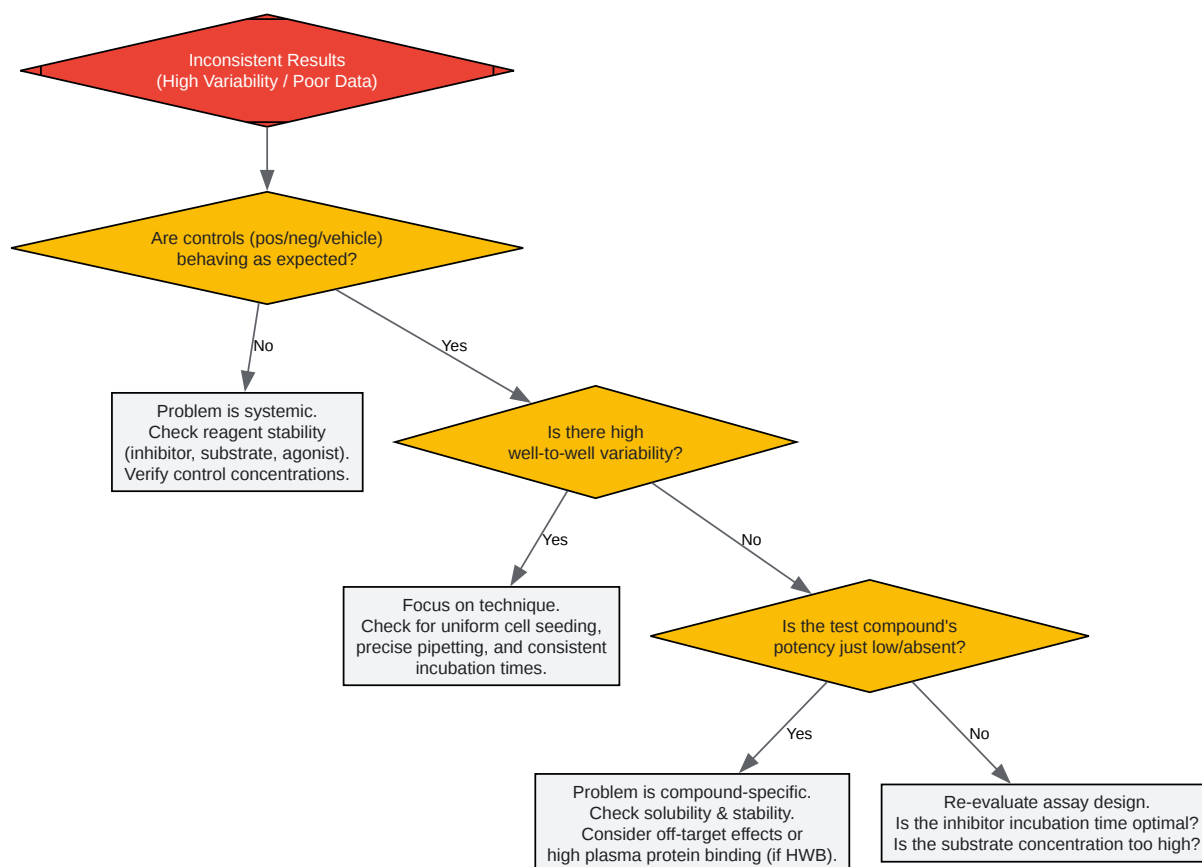 Inconsistent Results
(High Variability / Poor Data)
Are controls (pos/neg/vehicle)
behaving as expected?
No
Yes
Problem is systemic.
Check reagent stability
(inhibitor, substrate, agonist).
Verify control concentrations.
Is there high
well-to-well variability?
Yes
No
Focus on technique.
Check for uniform cell seeding,
precise pipetting, and consistent
incubation times.
Is the test compound's
potency just low/absent?
Yes
No
Problem is compound-specific.
Check solubility & stability.
Consider off-target effects or
high plasma protein binding (if HWB).
Re-evaluate assay design.
Is the inhibitor incubation time optimal?
Is the substrate concentration too high?